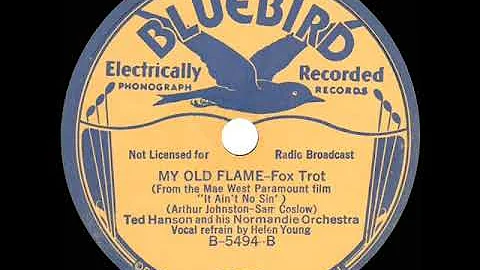 BLUEBIRD
Electrically Recorded
PHONOGRAPH RECORDS
Not Licensed for Radio Broadcast
MY OLD FLAME–Fox Trot
(From the Mae West Paramount film
"It Ain't No Sin')
(Arthur Johnston-Sam Coslow)
Ted Hanson and his Normandie Orchestra
Vocal refrain by Helen Young
B-5494-B